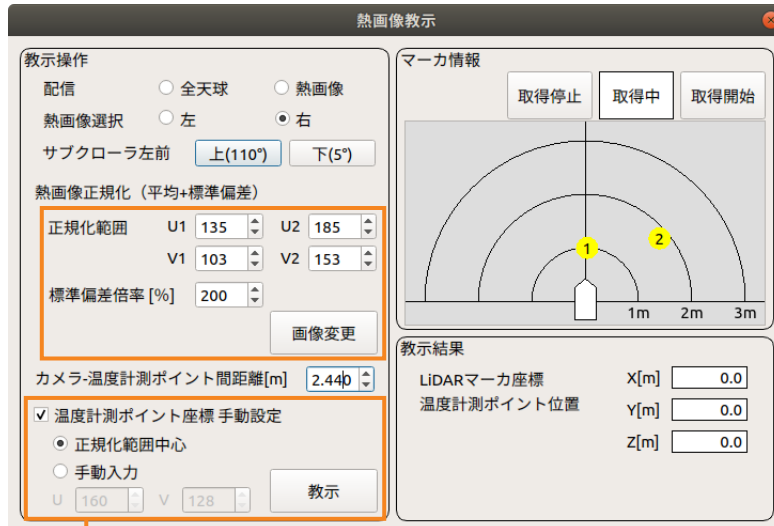 熱画像教示
教示操作
配信 全天球 熱画像
熱画像選択 左 右
サブクローラ左前 上(110°) 下(5°)
熱画像正規化（平均+標準偏差）
正規化範囲 U1 135 U2 185
V1 103 V2 153
標準偏差倍率 [%] 200
画像変更
カメラ-温度計測ポイント間距離[m] 2.440
温度計測ポイント座標 手動設定
正規化範囲中心
手動入力
U 160 V 128
教示
マーカ情報
取得停止 取得中 取得開始
1 2
1m 2m 3m
教示結果
LiDARマーカ座標 X[m] 0.0
温度計測ポイント位置 Y[m] 0.0
Z[m] 0.0